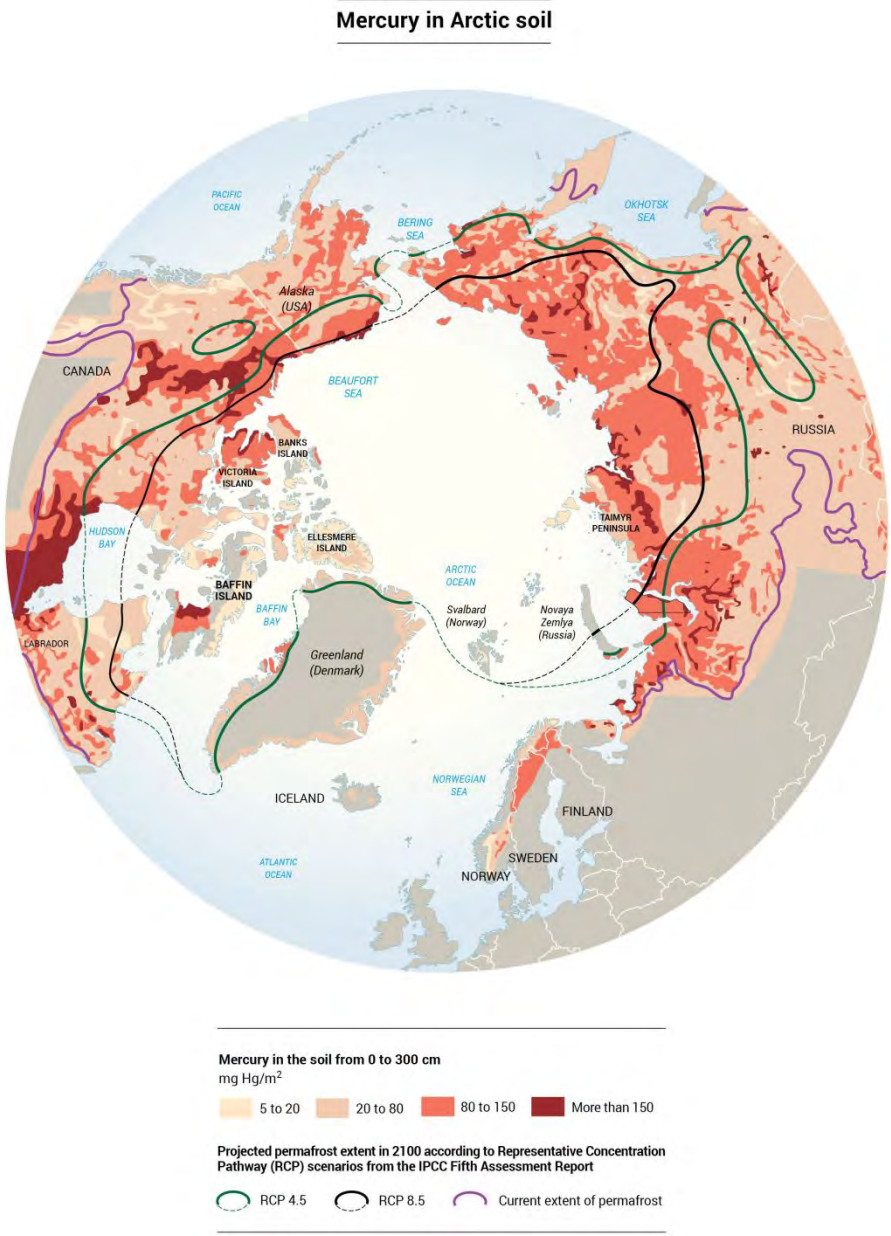 Mercury in Arctic soil
PACIFIC
OCEAN
BERING
SEA
OKHOTSK
SEA
Alaska
(USA)
CANADA
BEAUFORT
SEA
RUSSIA
BANKS
ISLAND
VICTORIA
ISLAND
TAIMYR
PENINSULA
HUDSON
BAY
ELLESMERE
ISLAND
BAFFIN
ISLAND
ARCTIC
OCEAN
BAFFIN
BAY
Svalbard
(Norway)
Novaya
Zemlya
(Russia)
LABRADOR
Greenland
(Denmark)
NORWEGIAN
SEA
ICELAND
FINLAND
SWEDEN
ATLANTIC
OCEAN
NORWAY
Mercury in the soil from 0 to 300 cm
mg Hg/m²
5 to 20 20 to 80 80 to 150 More than 150
Projected permafrost extent in 2100 according to Representative Concentration
Pathway (RCP) scenarios from the IPCC Fifth Assessment Report
RCP 4.5 RCP 8.5 Current extent of permafrost